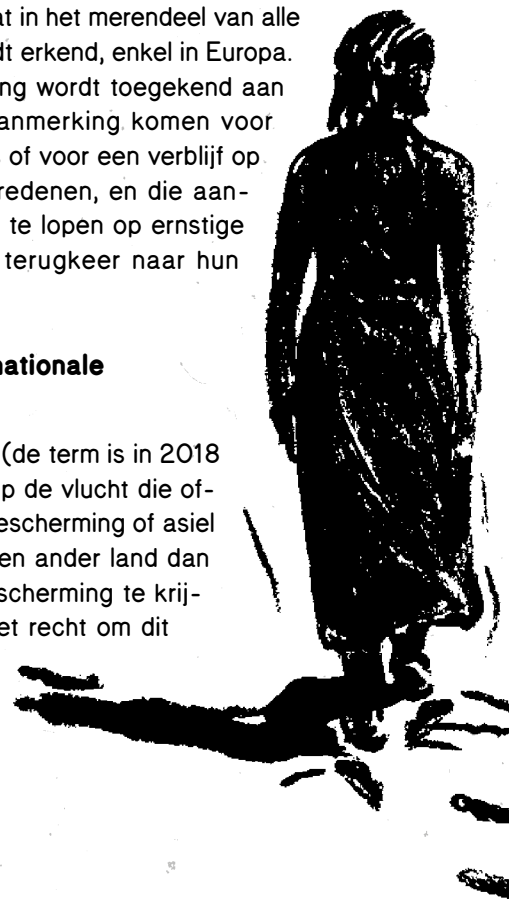 at in het merendeel van alle
dt erkend, enkel in Europa.
ing wordt toegekend aan
anmerking komen voor
of voor een verblijf op
redenen, en die aan-
te lopen op ernstige
terugkeer naar hun
nationale
(de term is in 2018
p de vlucht die of-
escherming of asiel
en ander land dan
scherming te krij-
et recht om dit